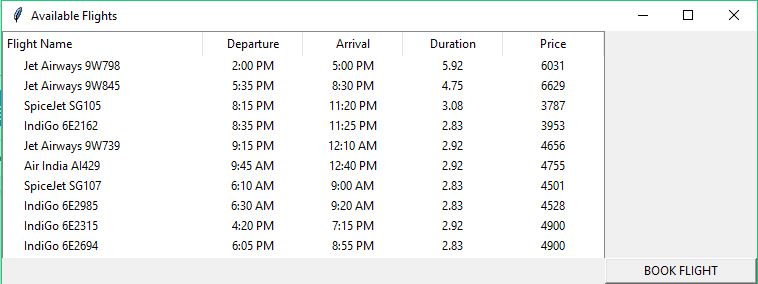 Available Flights
Flight Name Departure Arrival Duration Price
Jet Airways 9W798 2:00 PM 5:00 PM 5.92 6031
Jet Airways 9W845 5:35 PM 8:30 PM 4.75 6629
SpiceJet SG105 8:15 PM 11:20 PM 3.08 3787
IndiGo 6E2162 8:35 PM 11:25 PM 2.83 3953
Jet Airways 9W739 9:15 PM 12:10 AM 2.92 4656
Air India AI429 9:45 AM 12:40 PM 2.92 4755
SpiceJet SG107 6:10 AM 9:00 AM 2.83 4501
IndiGo 6E2985 6:30 AM 9:20 AM 2.83 4528
IndiGo 6E2315 4:20 PM 7:15 PM 2.92 4900
IndiGo 6E2694 6:05 PM 8:55 PM 2.83 4900
BOOK FLIGHT